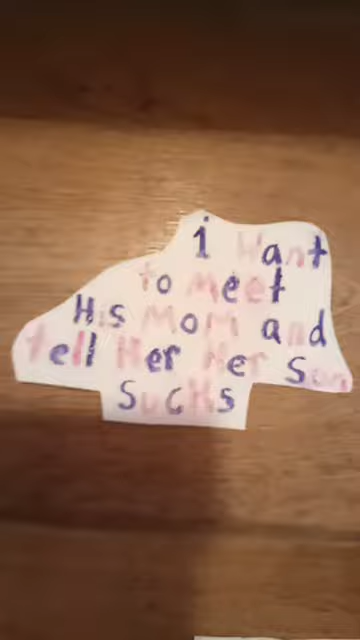 i Want
to Meet
His MoM and
tell Her Her Son
SucKs